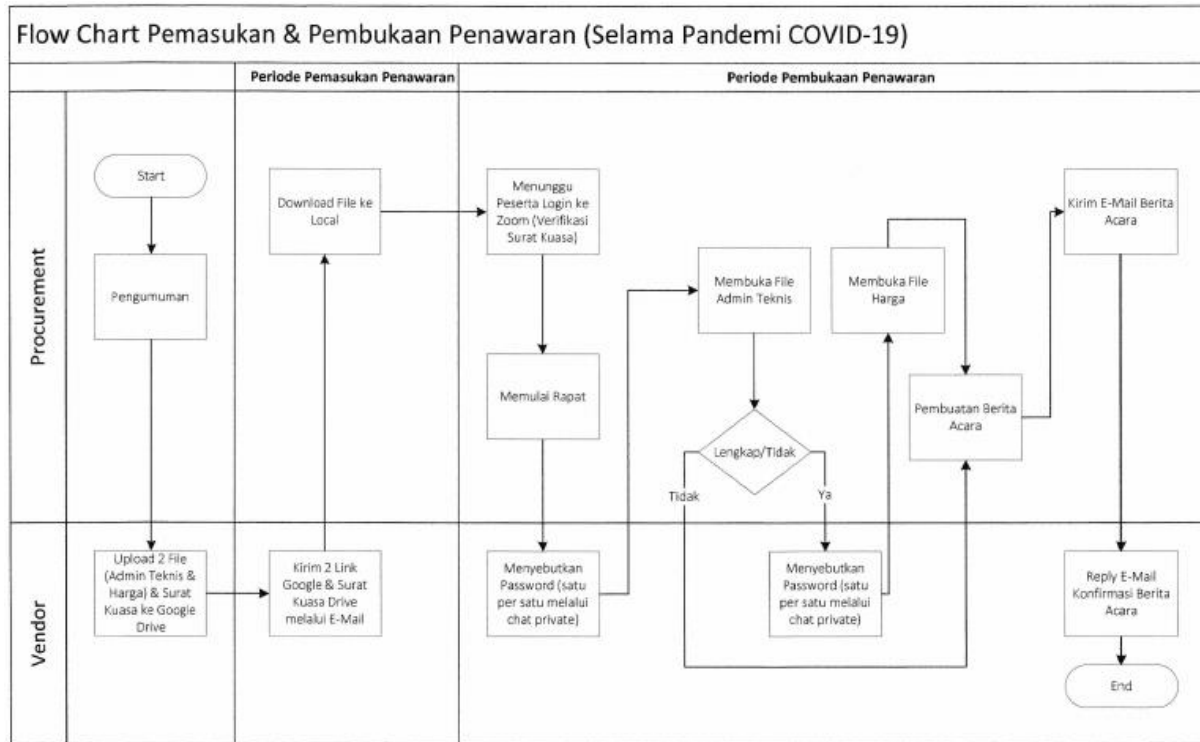 Flow Chart Pemasukan & Pembukaan Penawaran (Selama Pandemi COVID-19)
Periode Pemasukan Penawaran
Periode Pembukaan Penawaran
Procurement
Start
Pengumuman
Download File ke
Local
Menunggu
Peserta Login ke
Zoom (Verifikasi
Surat Kuasa)
Memulai Rapat
Membuka File
Admin Teknis
Lengkap/Tidak
Tidak
Ya
Membuka File
Harga
Pembuatan Berita
Acara
Kirim E-Mail Berita
Acara
Vendor
Upload 2 File
(Admin Teknis &
Harga) & Surat
Kuasa ke Google
Drive
Kirim 2 Link
Google & Surat
Kuasa Drive
melalui E-Mail
Menyebutkan
Password (satu
per satu melalui
chat private)
Menyebutkan
Password (satu
per satu melalui
chat private)
Reply E-Mail
Konfirmasi Berita
Acara
End